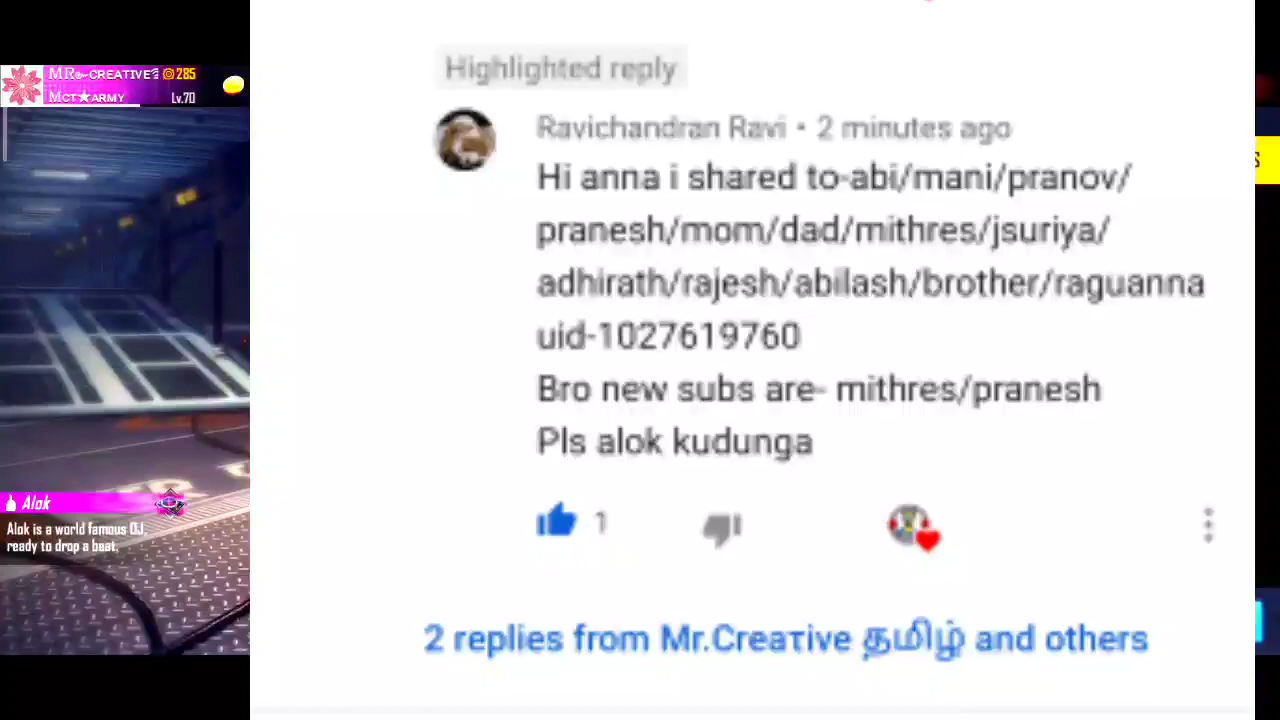 MR CREATIVE 285
MCT★ARMY Lv.70
Alok
Alok is a world famous DJ,
ready to drop a beat.
Highlighted reply
Ravichandran Ravi • 2 minutes ago
Hi anna i shared to-abi/mani/pranov/
pranesh/mom/dad/mithres/jsuriya/
adhirath/rajesh/abilash/brother/raguanna
uid-1027619760
Bro new subs are- mithres/pranesh
Pls alok kudunga
1
2 replies from Mr.Creaтive தமிழ் and others